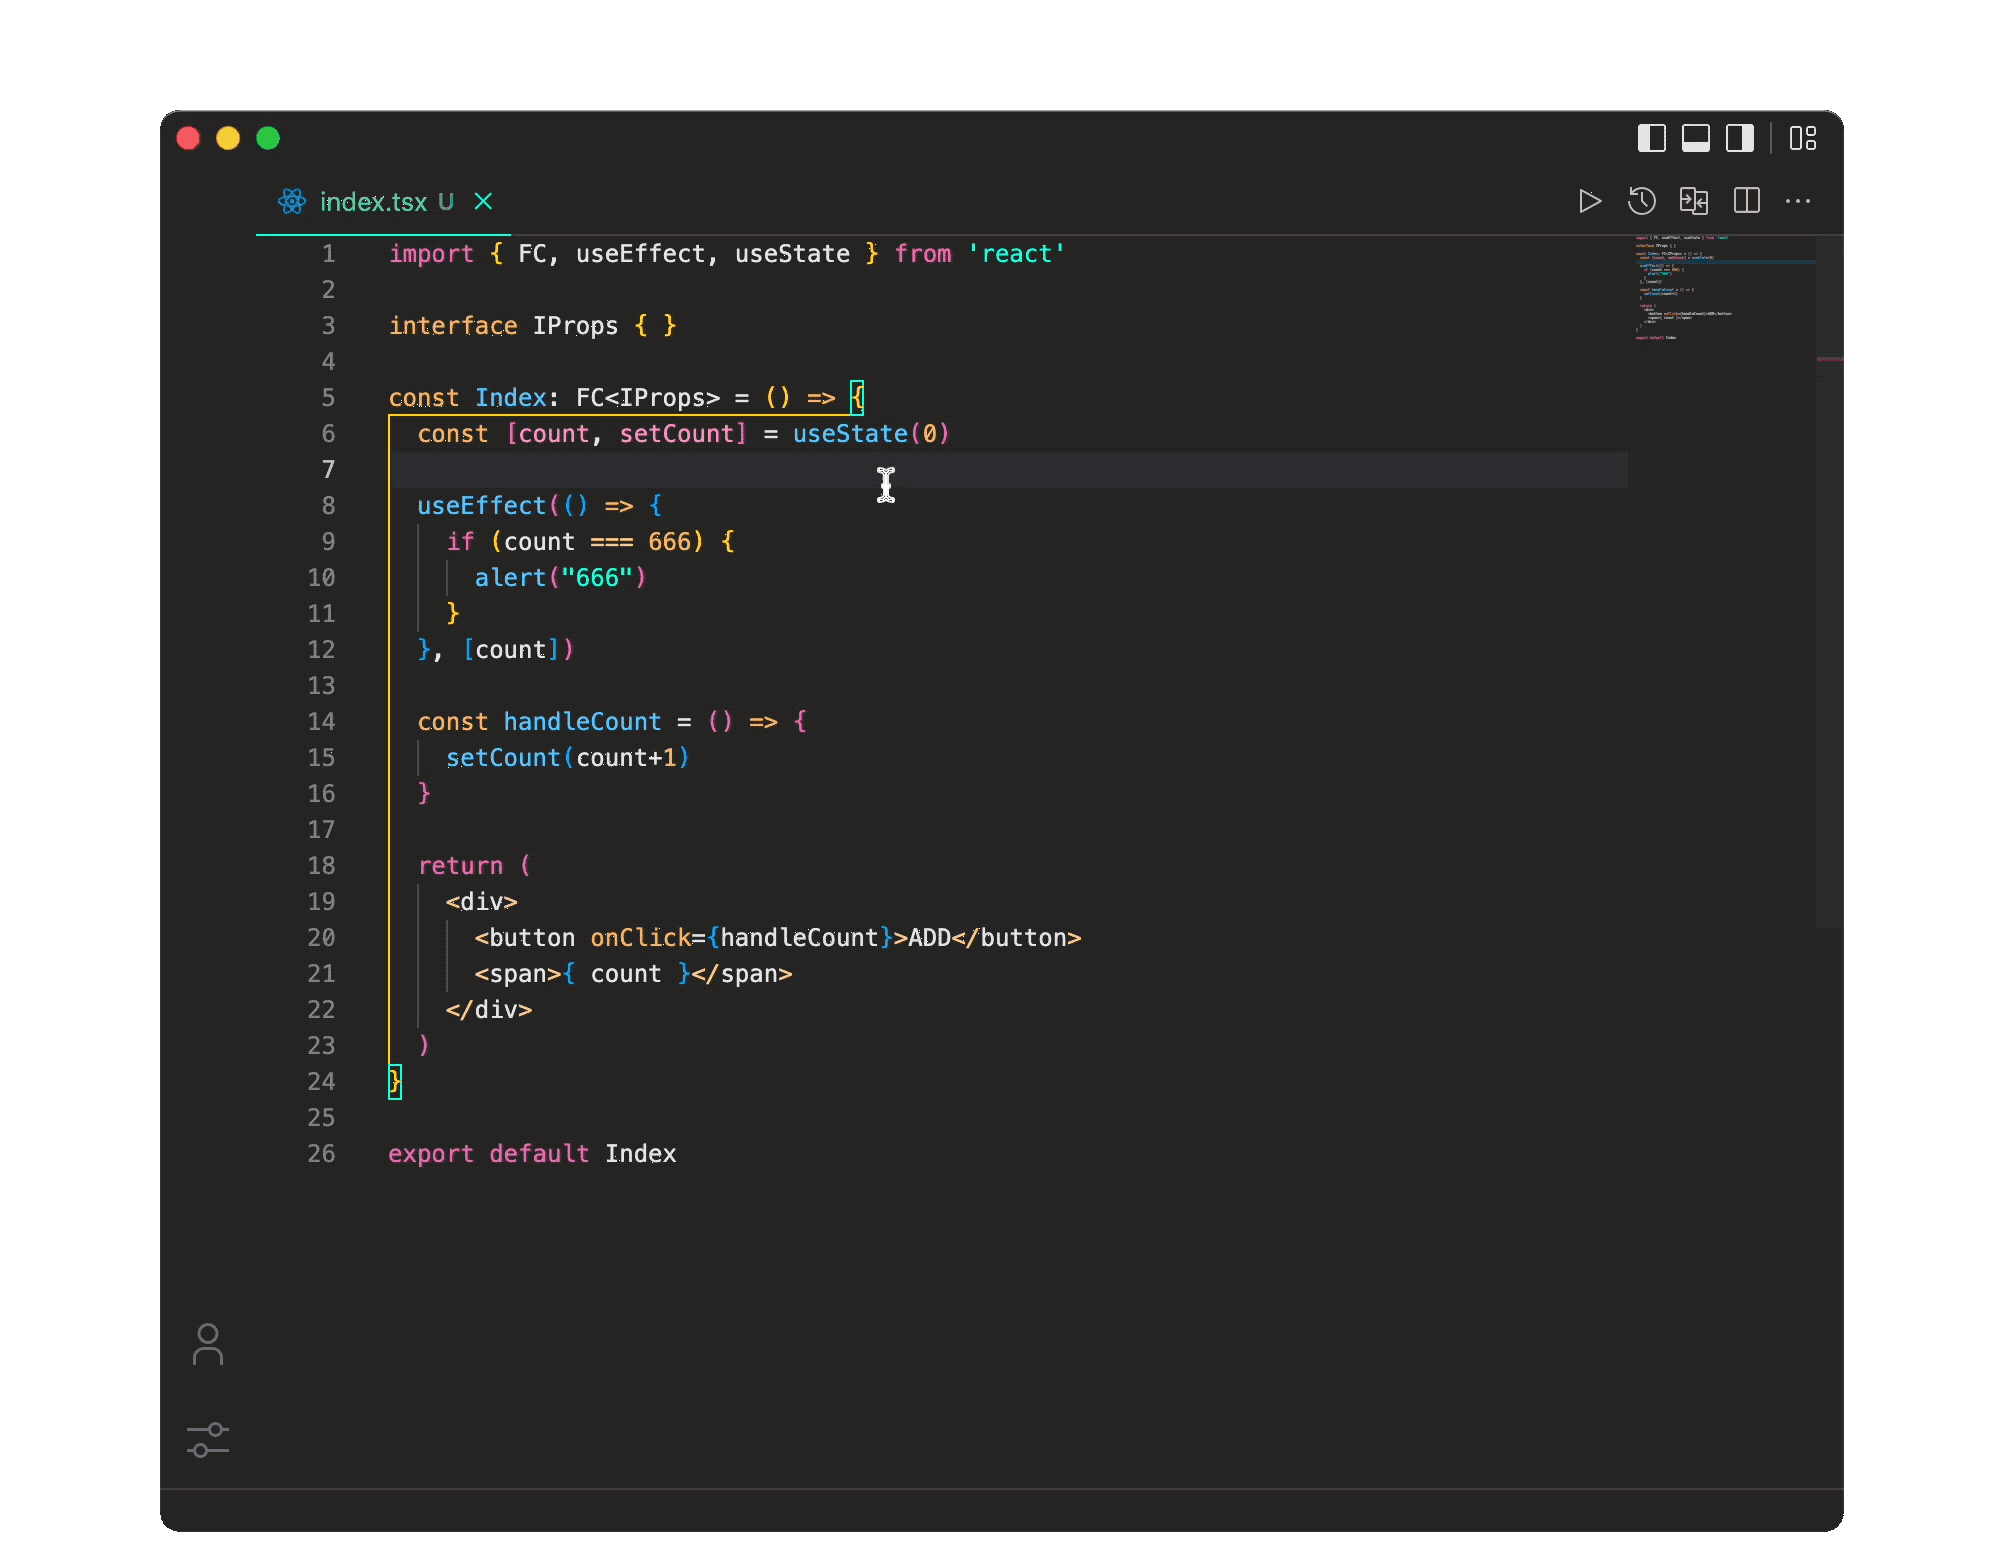 index.tsx U
1 import { FC, useEffect, useState } from 'react'
2
3 interface IProps { }
4
5 const Index: FC<IProps> = () => {
6   const [count, setCount] = useState(0)
7
8   useEffect(() => {
9     if (count === 666) {
10       alert("666")
11     }
12   }, [count])
13
14   const handleCount = () => {
15     setCount(count+1)
16   }
17
18   return (
19     <div>
20       <button onClick={handleCount}>ADD</button>
21       <span>{ count }</span>
22     </div>
23   )
24 }
25
26 export default Index